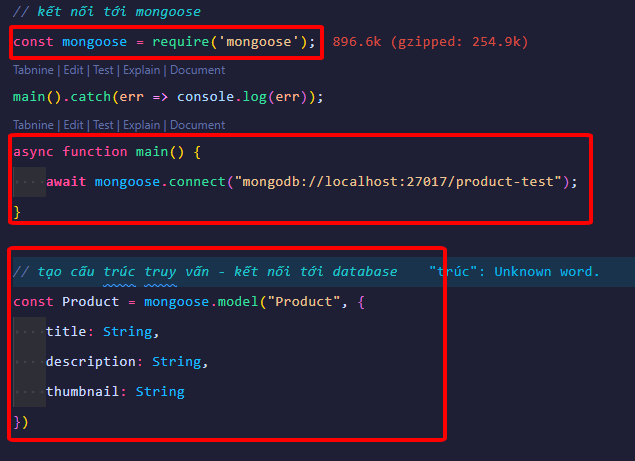 // kết nối tới mongoose
const mongoose = require('mongoose'); 896.6k (gzipped: 254.9k)
Tabnine | Edit | Test | Explain | Document
main().catch(err => console.log(err));
Tabnine | Edit | Test | Explain | Document
async function main() {
await mongoose.connect("mongodb://localhost:27017/product-test");
}
// tạo cấu trúc truy vấn - kết nối tới database "trúc": Unknown word.
const Product = mongoose.model("Product", {
title: String,
description: String,
thumbnail: String
})